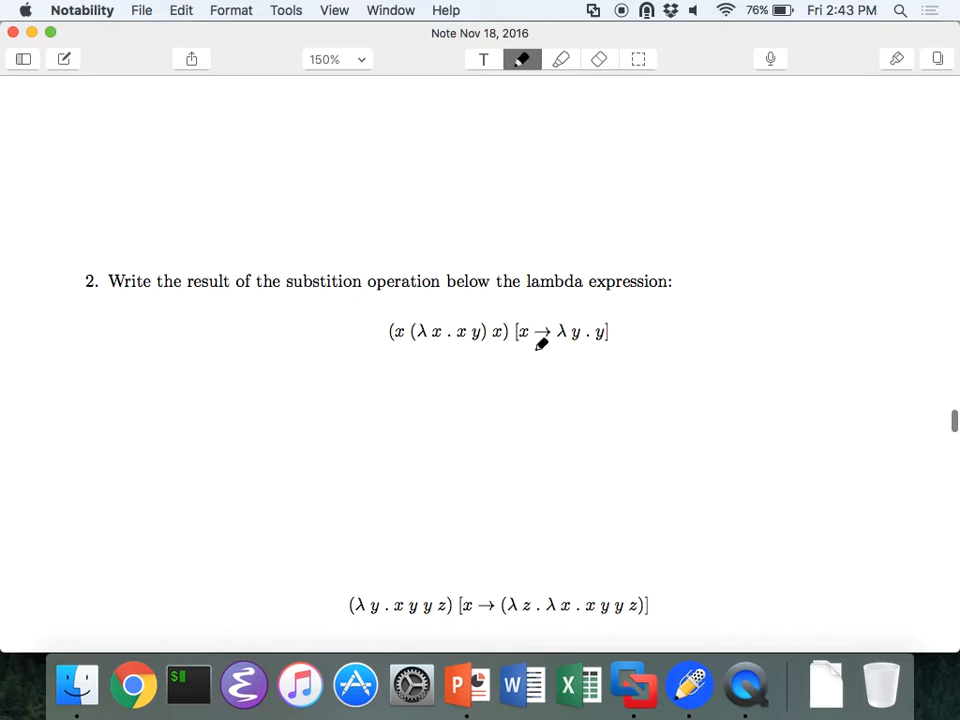 Notability File Edit Format Tools View Window Help 76% Fri 2:43 PM
Note Nov 18, 2016
150% T
2. Write the result of the substition operation below the lambda expression:
(x (λ x . x y) x) [x → λ y . y]
(λ y . x y y z) [x → (λ z . λ x . x y y z)]
$
P W X